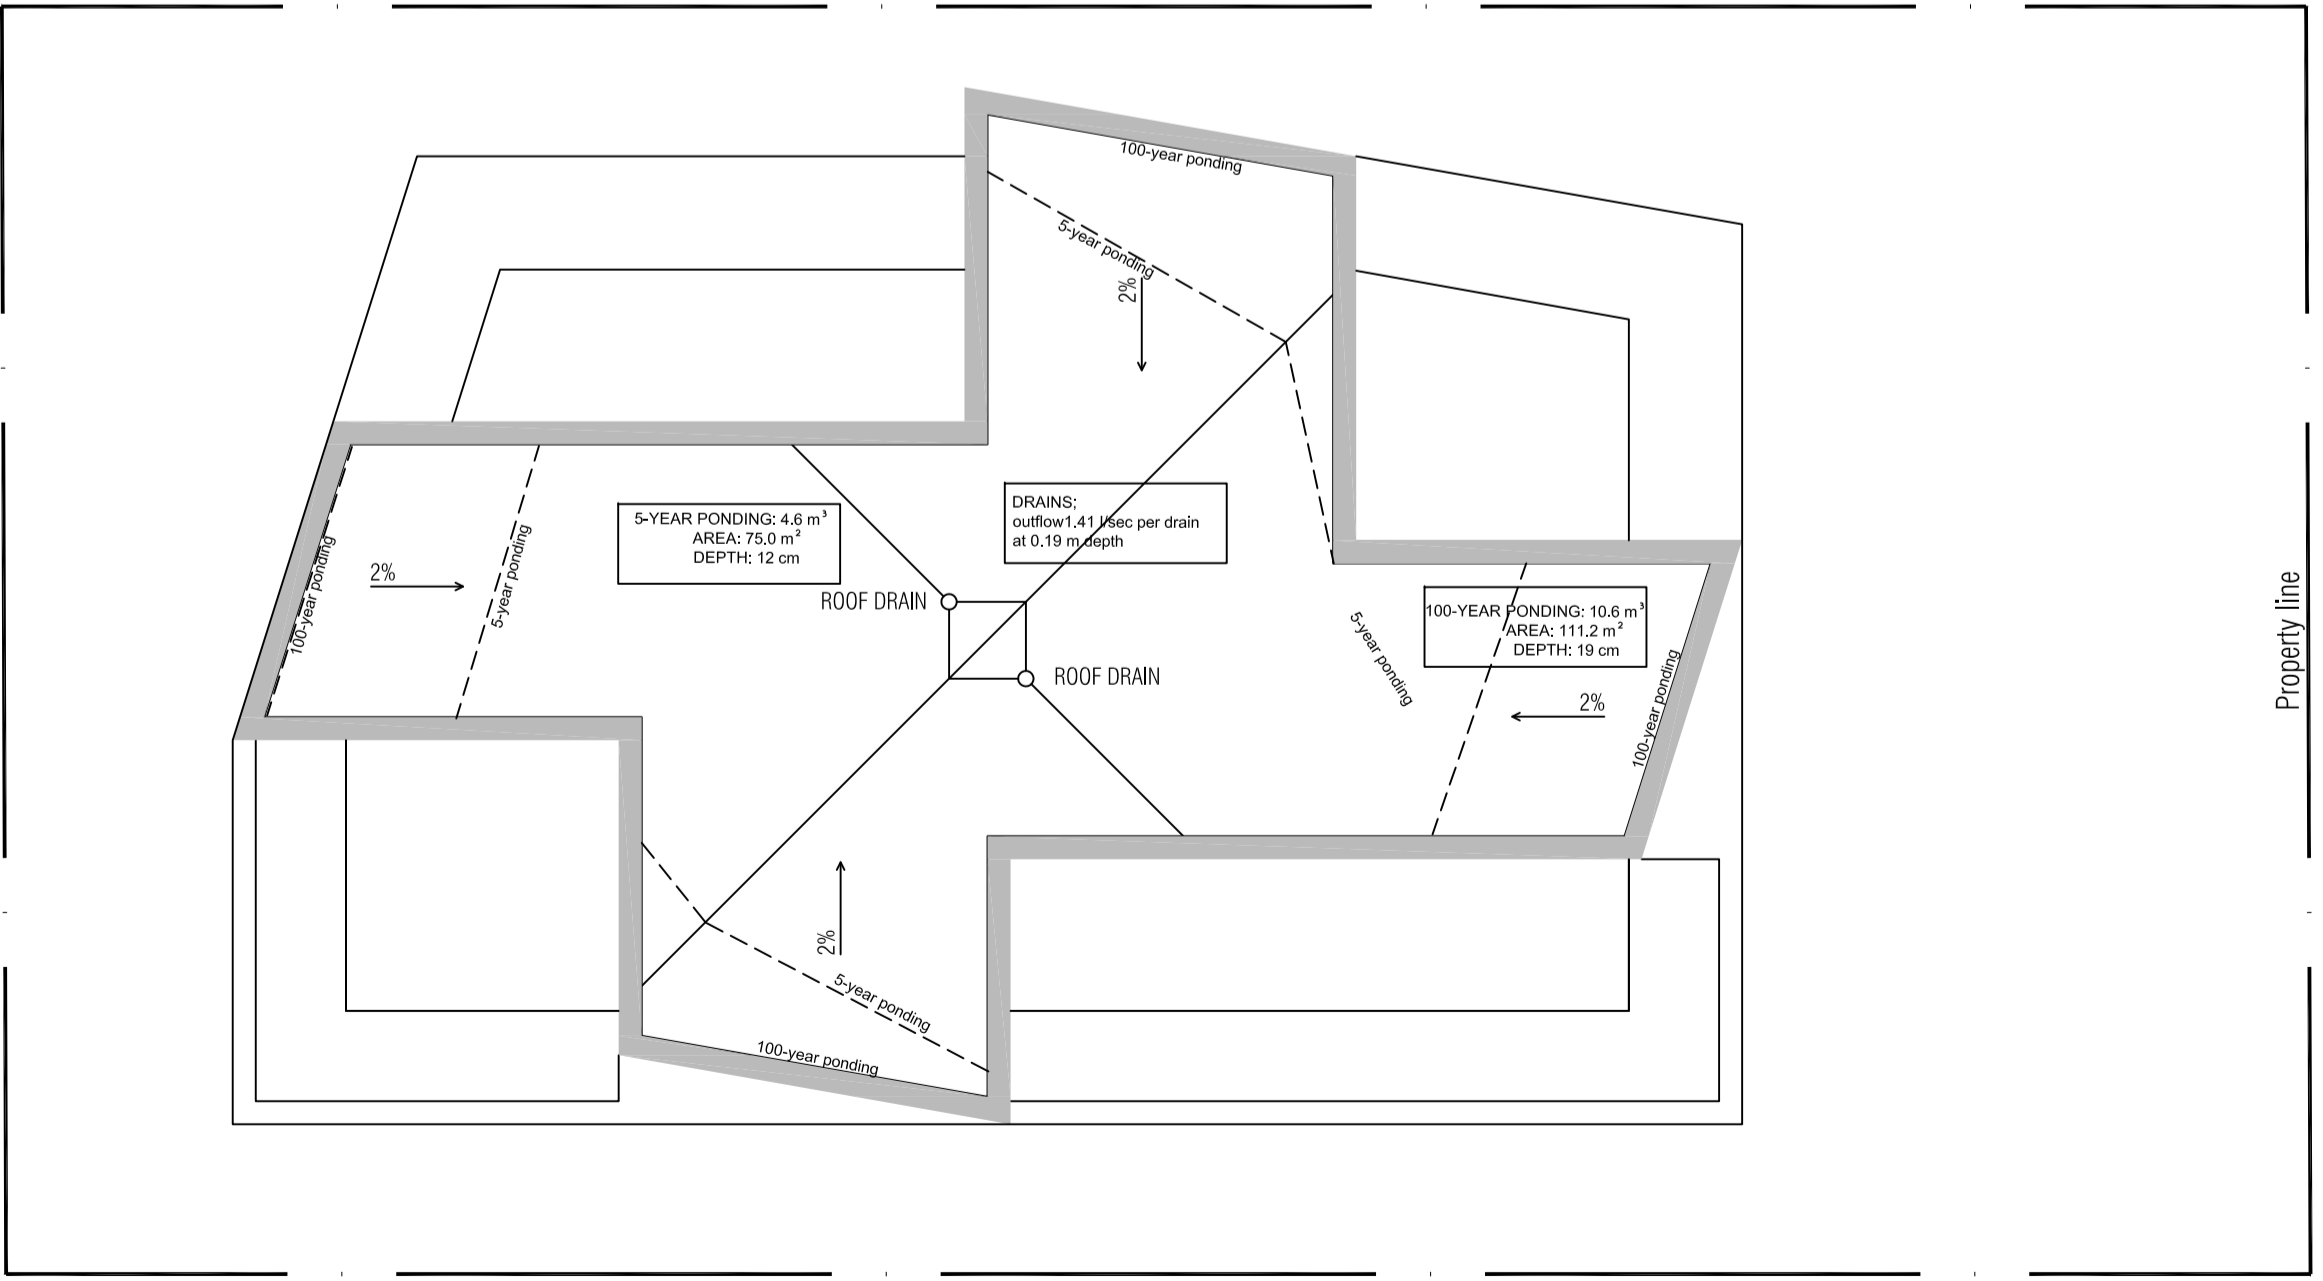 100-year ponding
5-year ponding
2%
5-YEAR PONDING: 4.6 m³
AREA: 75.0 m²
DEPTH: 12 cm
DRAINS;
outflow1.41 l/sec per drain
at 0.19 m depth
100-year ponding
2%
5-year ponding
ROOF DRAIN
ROOF DRAIN
5-year ponding
100-YEAR PONDING: 10.6 m³
AREA: 111.2 m²
DEPTH: 19 cm
2%
100-year ponding
Property line
2%
5-year ponding
100-year ponding